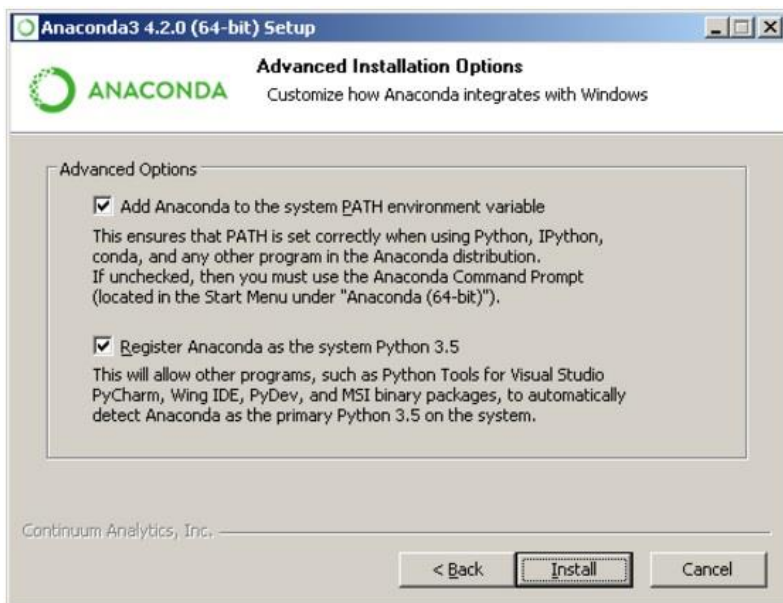 Anaconda3 4.2.0 (64-bit) Setup
ANACONDA
Advanced Installation Options
Customize how Anaconda integrates with Windows
Advanced Options
Add Anaconda to the system PATH environment variable
This ensures that PATH is set correctly when using Python, IPython,
conda, and any other program in the Anaconda distribution.
If unchecked, then you must use the Anaconda Command Prompt
(located in the Start Menu under "Anaconda (64-bit)").
Register Anaconda as the system Python 3.5
This will allow other programs, such as Python Tools for Visual Studio
PyCharm, Wing IDE, PyDev, and MSI binary packages, to automatically
detect Anaconda as the primary Python 3.5 on the system.
Continuum Analytics, Inc.
< Back
Install
Cancel